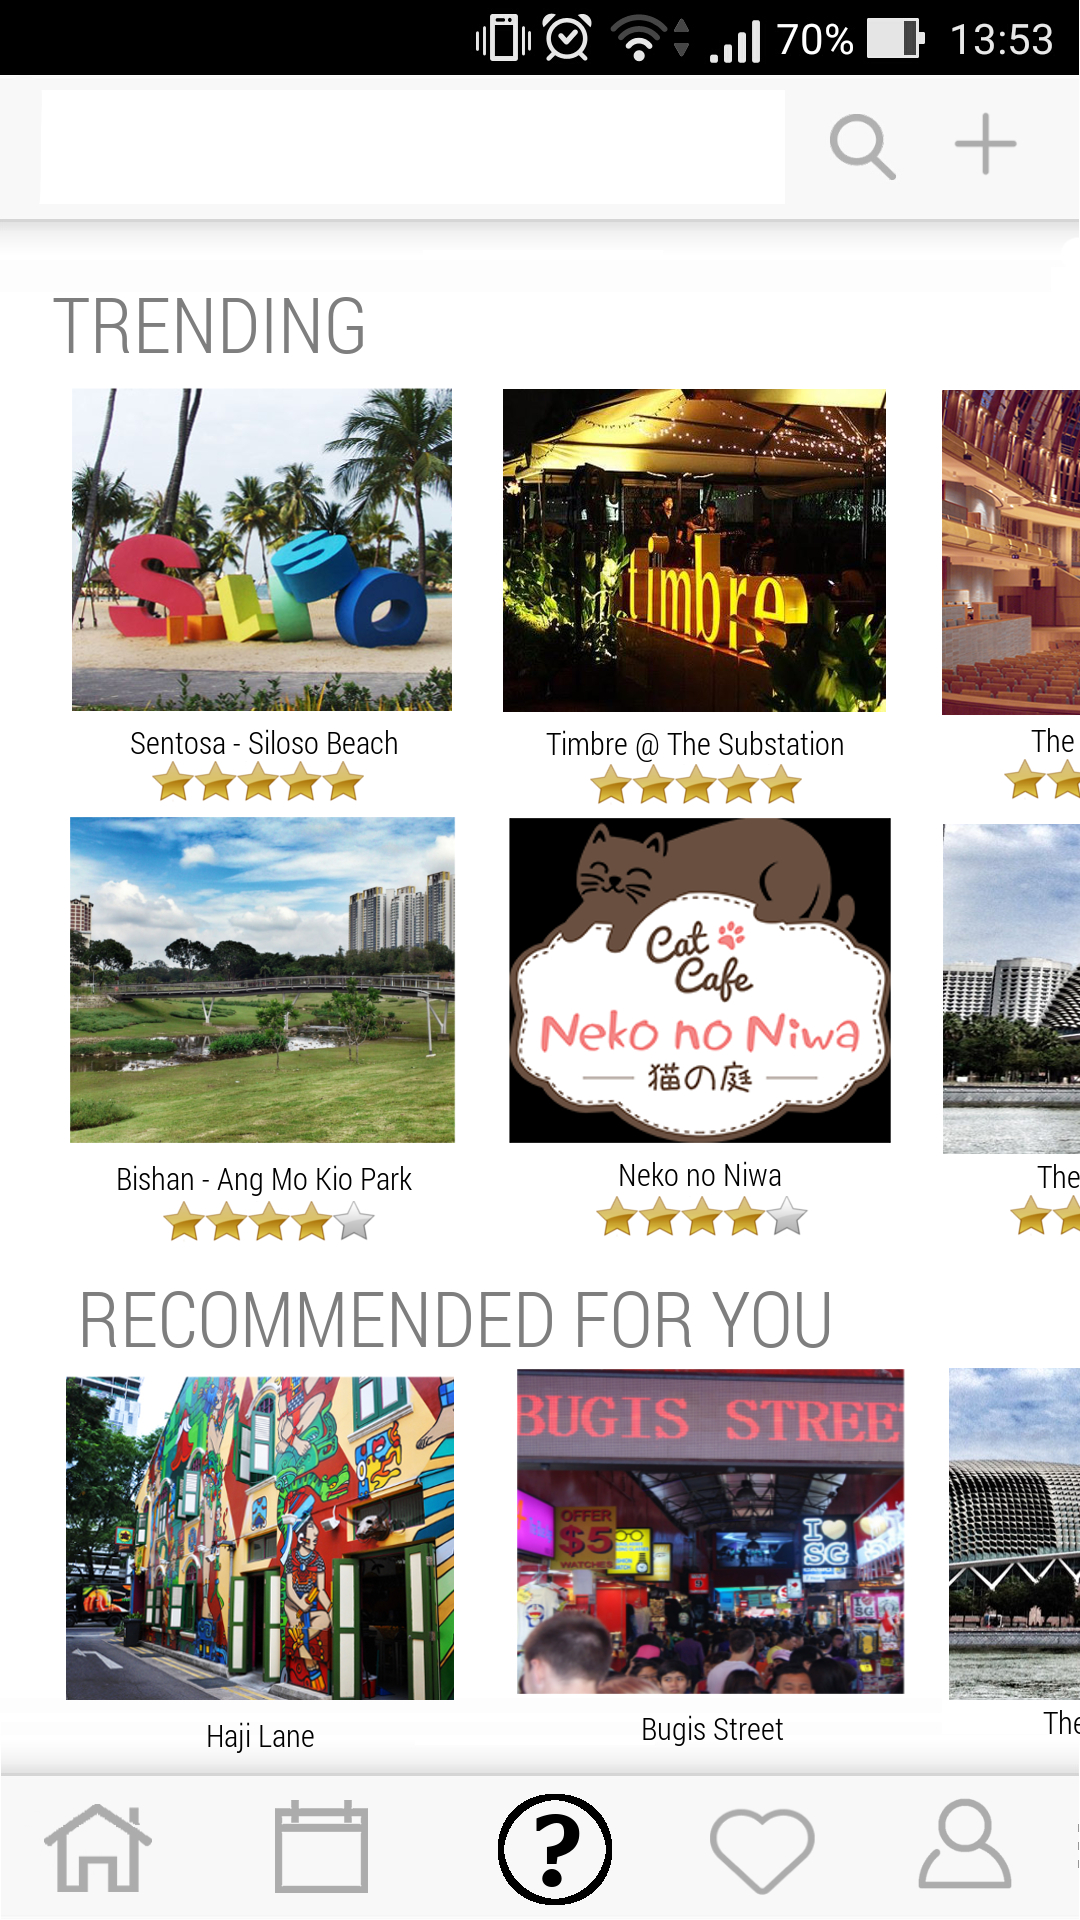 70% 13:53
TRENDING
Siloso
timbre
Sentosa - Siloso Beach
Timbre @ The Substation
The
Cat
Cafe
Neko no Niwa
猫の庭
Bishan - Ang Mo Kio Park
Neko no Niwa
The
RECOMMENDED FOR YOU
BUGIS STREET
OFFER
$5
WATCHES
I
SG
Haji Lane
Bugis Street
The
?